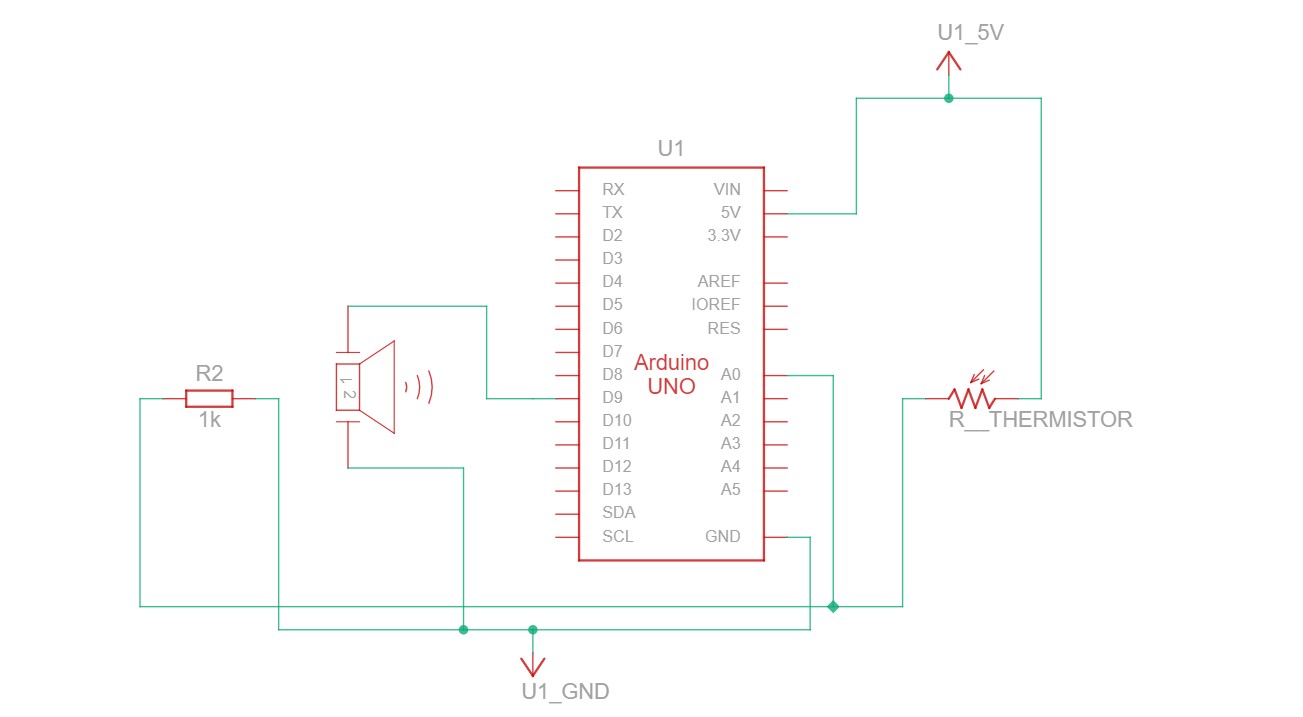 U1_5V
U1
RX VIN
TX 5V
D2 3.3V
D3
D4 AREF
D5 IOREF
D6 RES
D7
Arduino
UNO
D8 A0
D9 A1
D10 A2
D11 A3
D12 A4
D13 A5
SDA
SCL GND
R2
1k
1 2
R__THERMISTOR
U1_GND